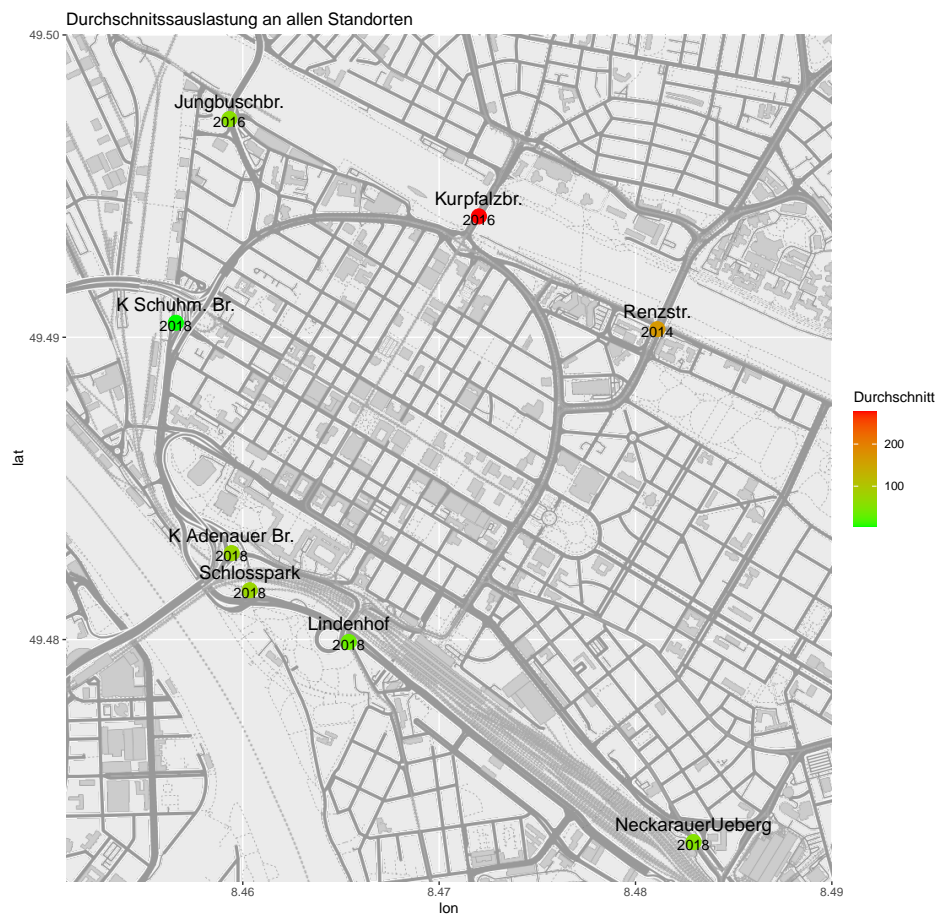 Durchschnitssauslastung an allen Standorten
49.50
Jungbuschbr.
2016
Kurpfalzbr.
2016
K Schuhm. Br.
2018
Renzstr.
2014
49.49
Durchschnitt
200
100
lat
K Adenauer Br.
2018
Schlosspark
2018
Lindenhof
2018
49.48
NeckarauerUeberg
2018
8.46
8.47
8.48
8.49
lon